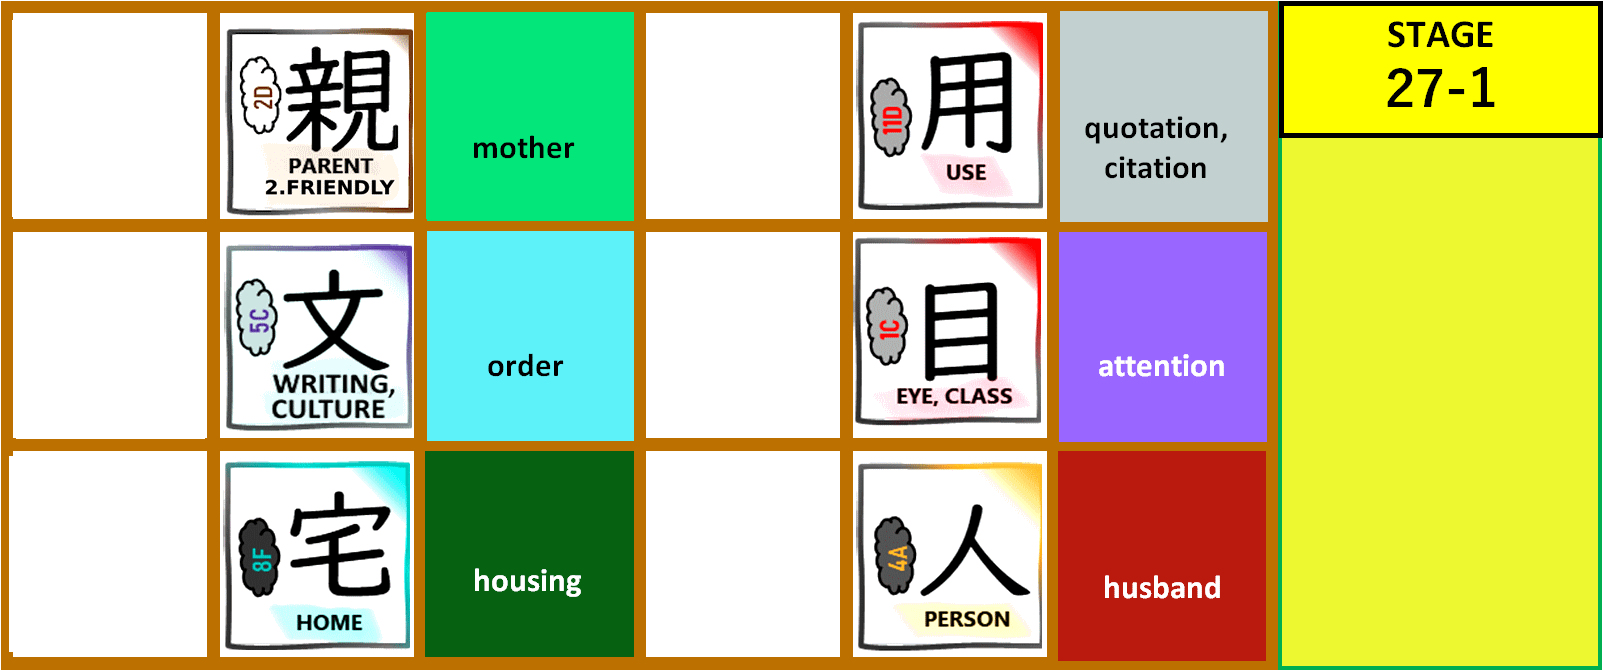 2D
親
PARENT
2.FRIENDLY
mother
11D
用
USE
quotation,
citation
STAGE
27-1
5C
文
WRITING,
CULTURE
order
1C
目
EYE, CLASS
attention
8F
宅
HOME
housing
4A
人
PERSON
husband